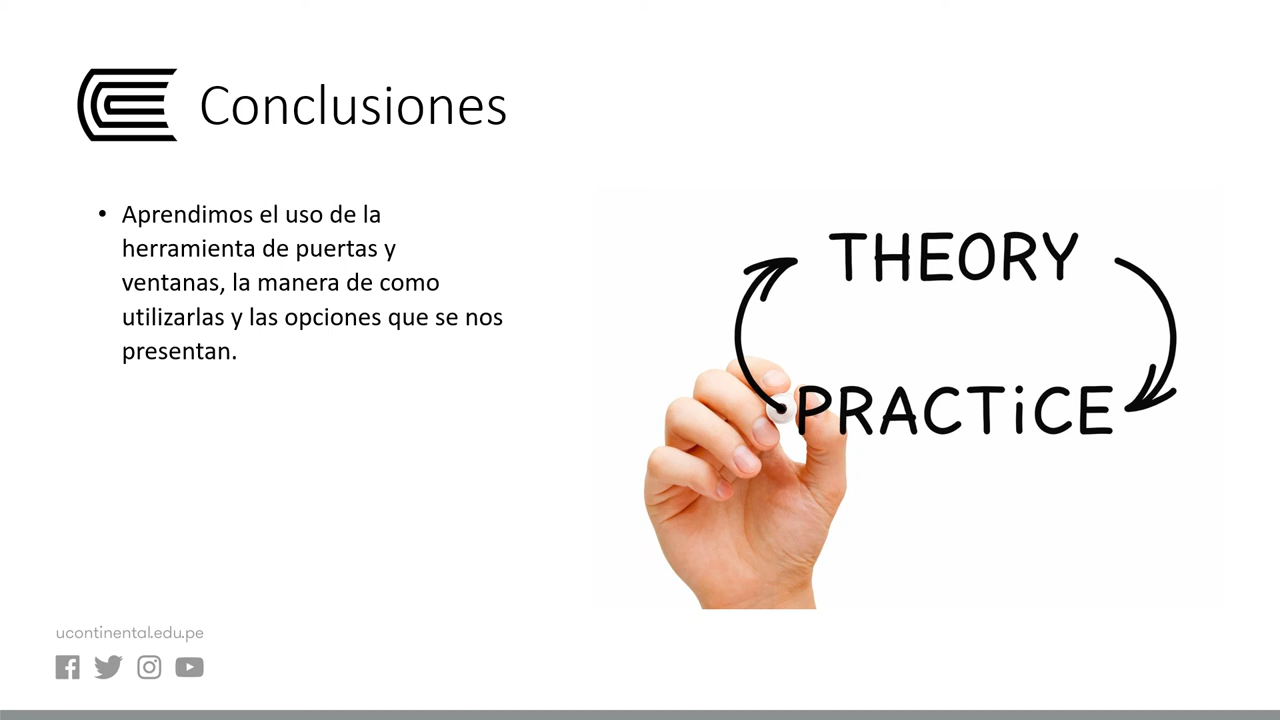 Conclusiones
• Aprendimos el uso de la
herramienta de puertas y
ventanas, la manera de como
utilizarlas y las opciones que se nos
presentan.
THEORY
PRACTiCE
ucontinental.edu.pe